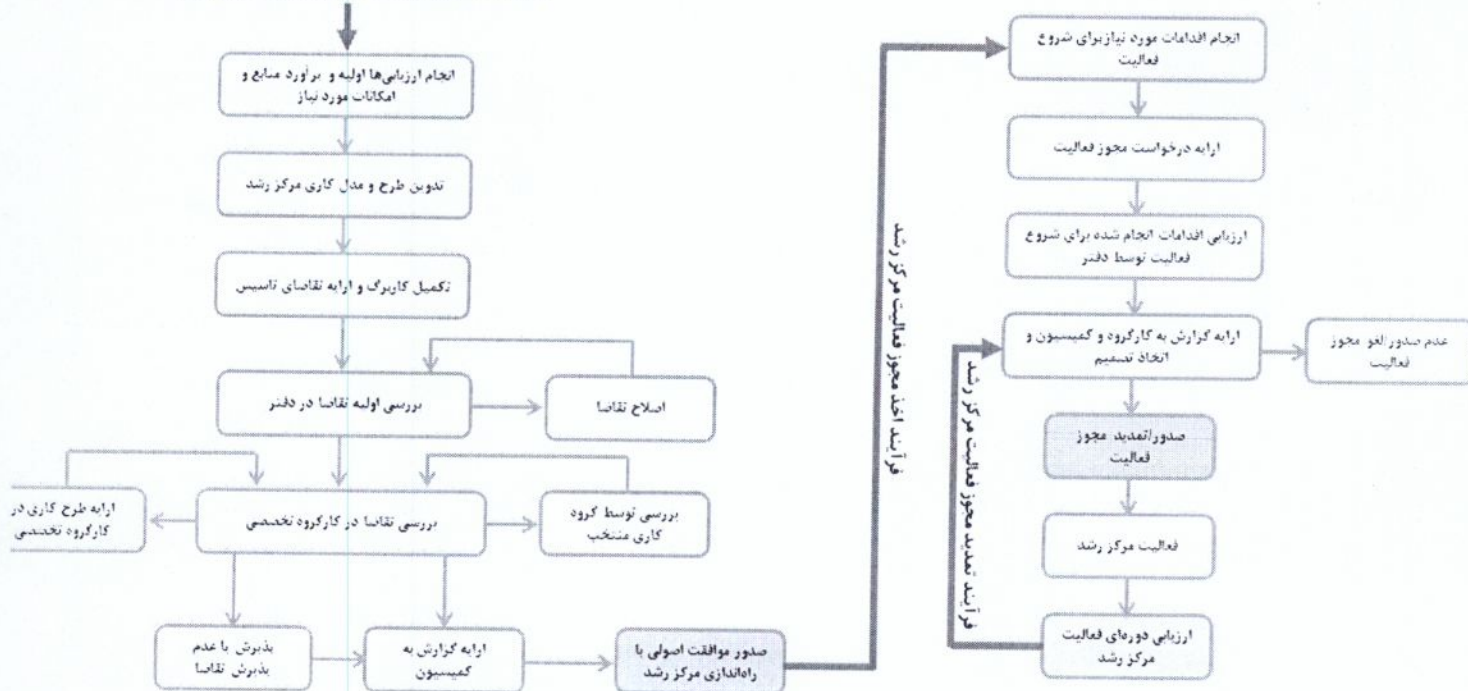 انجام ارزیابی‌ها اولیه و برآورد منابع و
امکانات مورد نیاز
تدوین طرح و مدل کاری مرکز رشد
تکمیل کاربرگ و ارایه تقاضای تاسیس
بررسی اولیه تقاضا در دفتر
اصلاح تقاضا
ارایه طرح کاری در
کارگروه تخصصی
بررسی تقاضا در کارگروه تخصصی
بررسی توسط گروه
کاری منتخب
پذیرش یا عدم
پذیرش تقاضا
ارایه گزارش به
کمیسیون
صدور موافقت اصولی با
راه‌اندازی مرکز رشد
فرآیند اخذ مجوز فعالیت مرکز رشد
انجام اقدامات مورد نیاز برای شروع
فعالیت
ارایه درخواست مجوز فعالیت
ارزیابی اقدامات انجام شده برای شروع
فعالیت توسط دفتر
ارایه گزارش به کارگروه و کمیسیون و
اتخاذ تصمیم
عدم صدور/لغو مجوز
فعالیت
صدور/تمدید مجوز
فعالیت
فعالیت مرکز رشد
ارزیابی دوره‌ای فعالیت
مرکز رشد
فرآیند تمدید مجوز فعالیت مرکز رشد